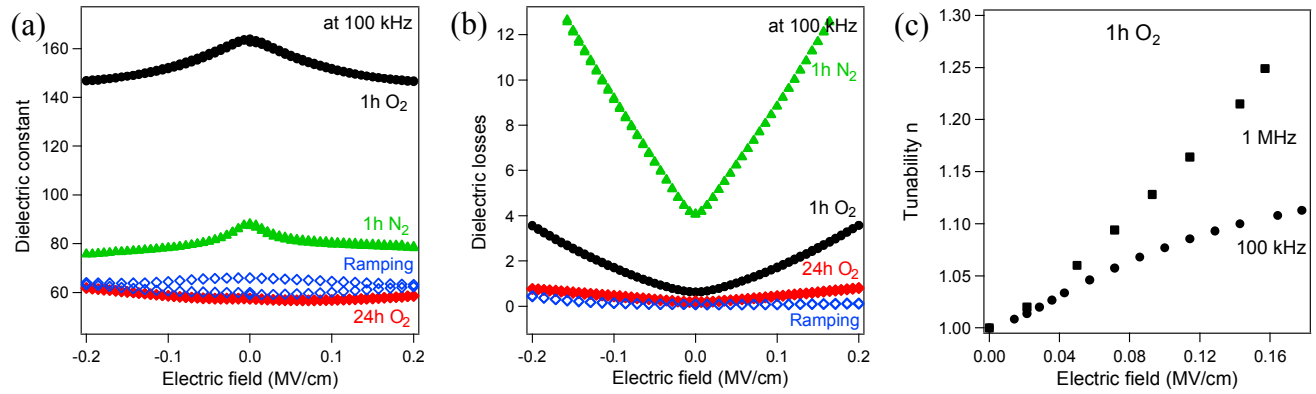 (a)
at 100 kHz
160
140
120
100
80
60
Dielectric constant
1h O₂
1h N₂
Ramping
24h O₂
-0.2
-0.1
0.0
0.1
0.2
Electric field (MV/cm)
(b)
at 100 kHz
12
10
8
6
4
2
0
Dielectric losses
1h N₂
1h O₂
24h O₂
Ramping
-0.2
-0.1
0.0
0.1
0.2
Electric field (MV/cm)
(c)
1h O₂
1.30
1.25
1.20
1.15
1.10
1.05
1.00
Tunability n
1 MHz
100 kHz
0.00
0.04
0.08
0.12
0.16
Electric field (MV/cm)